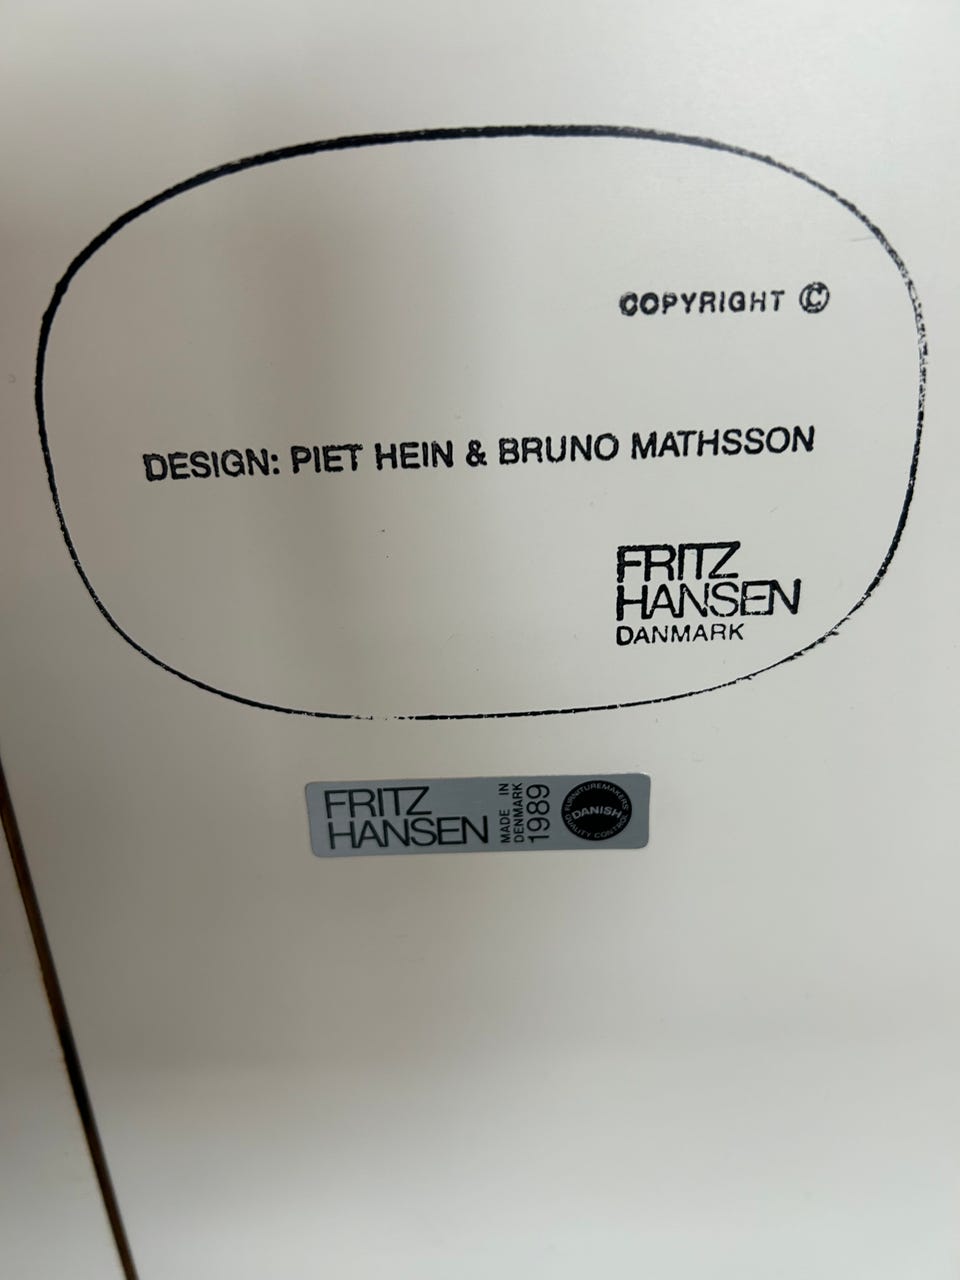 COPYRIGHT ©
DESIGN: PIET HEIN & BRUNO MATHSSON
FRITZ
HANSEN
DANMARK
FRITZ
HANSEN
MADE IN
DENMARK
1989
FURNITUREMAKERS'
DANISH
QUALITY CONTROL